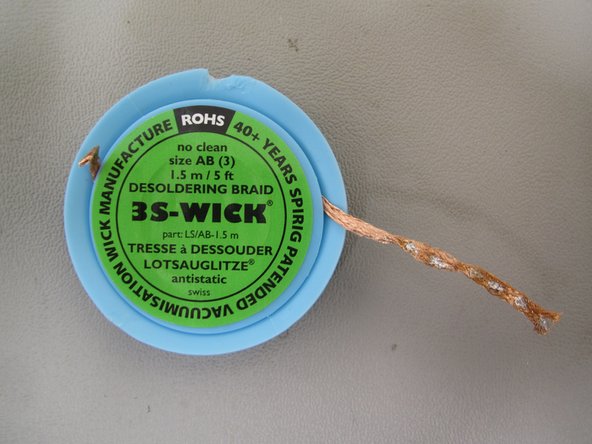 ROHS
40+ YEARS SPIRIG PATENDED VACUUMISATION WICK MANUFACTURE
no clean
size AB (3)
1.5 m / 5 ft
DESOLDERING BRAID
3S-WICK®
part: LS/AB-1.5 m
TRESSE à DESSOUDER
LOTSAUGLITZE®
antistatic
swiss